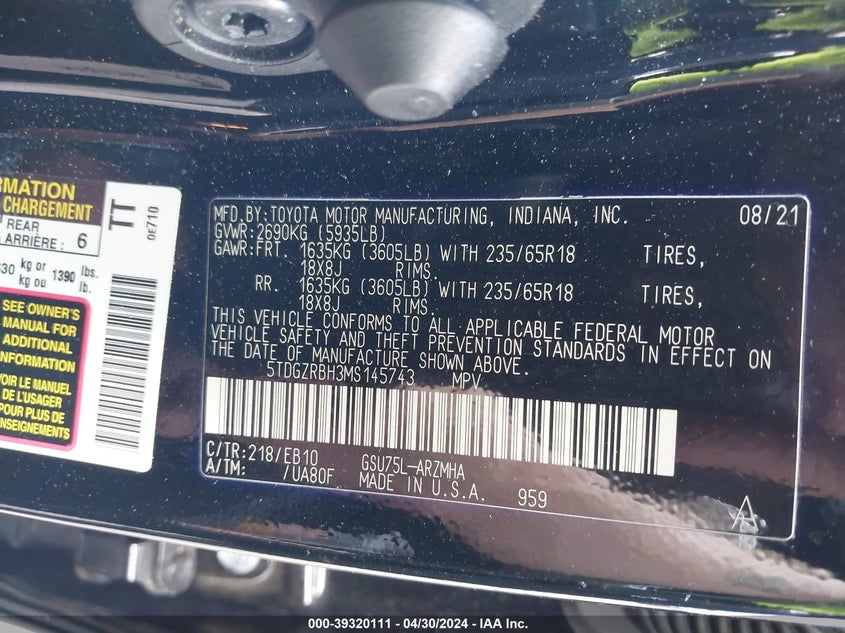 RMATION
CHARGEMENT
REAR
ARRIÈRE: 6
630 kg or 1390 lbs.
kg ou lb.
SEE OWNER'S
MANUAL FOR
ADDITIONAL
INFORMATION
VOIR LE MANUEL
DE L'USAGER
POUR PLUS DE
RENSEIGNEMENTS
TT
0E710
MFD.BY:TOYOTA MOTOR MANUFACTURING, INDIANA, INC. 08/21
GVWR:2690KG (5935LB)
GAWR:FRT. 1635KG (3605LB) WITH 235/65R18 TIRES,
18X8J RIMS.
RR. 1635KG (3605LB) WITH 235/65R18 TIRES,
18X8J RIMS.
THIS VEHICLE CONFORMS TO ALL APPLICABLE FEDERAL MOTOR
VEHICLE SAFETY AND THEFT PREVENTION STANDARDS IN EFFECT ON
THE DATE OF MANUFACTURE SHOWN ABOVE.
5TDGZRBH3MS145743 MPV
C/TR:218/EB10 GSU75L-ARZMHA
A/TM: /UA80F MADE IN U.S.A. 959
A
000-39320111 - 04/30/2024 - IAA Inc.